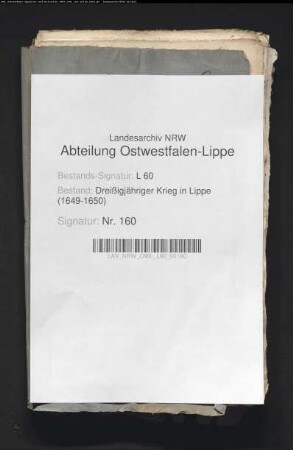 Landesarchiv NRW
Abteilung Ostwestfalen-Lippe
Bestands-Signatur: L 60
Bestand: Dreißigjähriger Krieg in Lippe
(1649-1650)
Signatur: Nr. 160